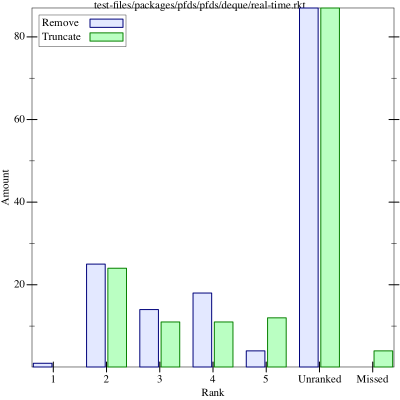 test-files/packages/pfds/pfds/deque/real-time.rkt
Remove
Truncate
80
60
40
20
Amount
1 2 3 4 5 Unranked Missed
Rank